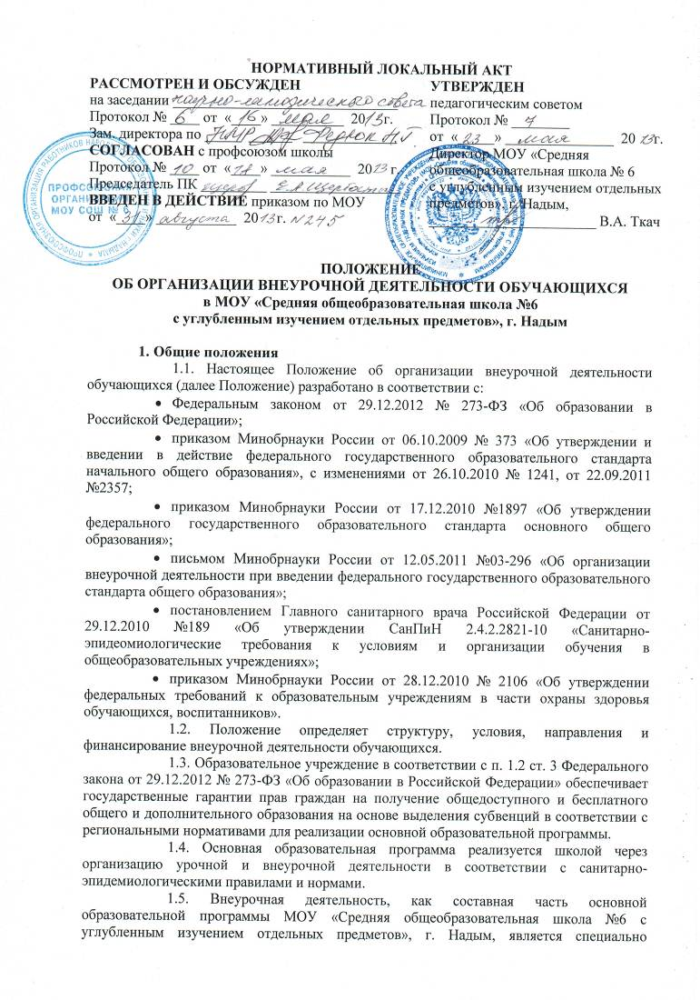 НОРМАТИВНЫЙ ЛОКАЛЬНЫЙ АКТ
РАССМОТРЕН И ОБСУЖДЕН
на заседании научно-методического совета
Протокол № 6 от « 16 » мая 2013г.
Зам. директора по НМР Федюк Н.Г
СОГЛАСОВАН с профсоюзом школы
Протокол № 10 от « 18 » мая 2013 г.
Председатель ПК
ВВЕДЕН В ДЕЙСТВИЕ приказом по МОУ
от « 31 » августа 2013г. №245
УТВЕРЖДЕН
педагогическим советом
Протокол № 7
от « 23 » мая 2013г.
Директор МОУ «Средняя
общеобразовательная школа № 6
с углубленным изучением отдельных
предметов», г. Надым,
В.А. Ткач
ПРОФСОЮЗНАЯ
ОРГАНИЗАЦИЯ
МОУ СОШ № 6
ПОЛОЖЕНИЕ
ОБ ОРГАНИЗАЦИИ ВНЕУРОЧНОЙ ДЕЯТЕЛЬНОСТИ ОБУЧАЮЩИХСЯ
в МОУ «Средняя общеобразовательная школа №6
с углубленным изучением отдельных предметов», г. Надым
1. Общие положения
1.1. Настоящее Положение об организации внеурочной деятельности
обучающихся (далее Положение) разработано в соответствии с:
• Федеральным законом от 29.12.2012 № 273-ФЗ «Об образовании в
Российской Федерации»;
• приказом Минобрнауки России от 06.10.2009 № 373 «Об утверждении и
введении в действие федерального государственного образовательного стандарта
начального общего образования», с изменениями от 26.10.2010 № 1241, от 22.09.2011
№2357;
• приказом Минобрнауки России от 17.12.2010 №1897 «Об утверждении
федерального государственного образовательного стандарта основного общего
образования»;
• письмом Минобрнауки России от 12.05.2011 №03-296 «Об организации
внеурочной деятельности при введении федерального государственного образовательного
стандарта общего образования»;
• постановлением Главного санитарного врача Российской Федерации от
29.12.2010 №189 «Об утверждении СанПиН 2.4.2.2821-10 «Санитарно-
эпидеомиологические требования к условиям и организации обучения в
общеобразовательных учреждениях»;
• приказом Минобрнауки России от 28.12.2010 № 2106 «Об утверждении
федеральных требований к образовательным учреждениям в части охраны здоровья
обучающихся, воспитанников».
1.2. Положение определяет структуру, условия, направления и
финансирование внеурочной деятельности обучающихся.
1.3. Образовательное учреждение в соответствии с п. 1.2 ст. 3 Федерального
закона от 29.12.2012 № 273-ФЗ «Об образовании в Российской Федерации» обеспечивает
государственные гарантии прав граждан на получение общедоступного и бесплатного
общего и дополнительного образования на основе выделения субвенций в соответствии с
региональными нормативами для реализации основной образовательной программы.
1.4. Основная образовательная программа реализуется школой через
организацию урочной и внеурочной деятельности в соответствии с санитарно-
эпидемиологическими правилами и нормами.
1.5. Внеурочная деятельность, как составная часть основной
образовательной программы МОУ «Средняя общеобразовательная школа №6 с
углубленным изучением отдельных предметов», г. Надым, является специально